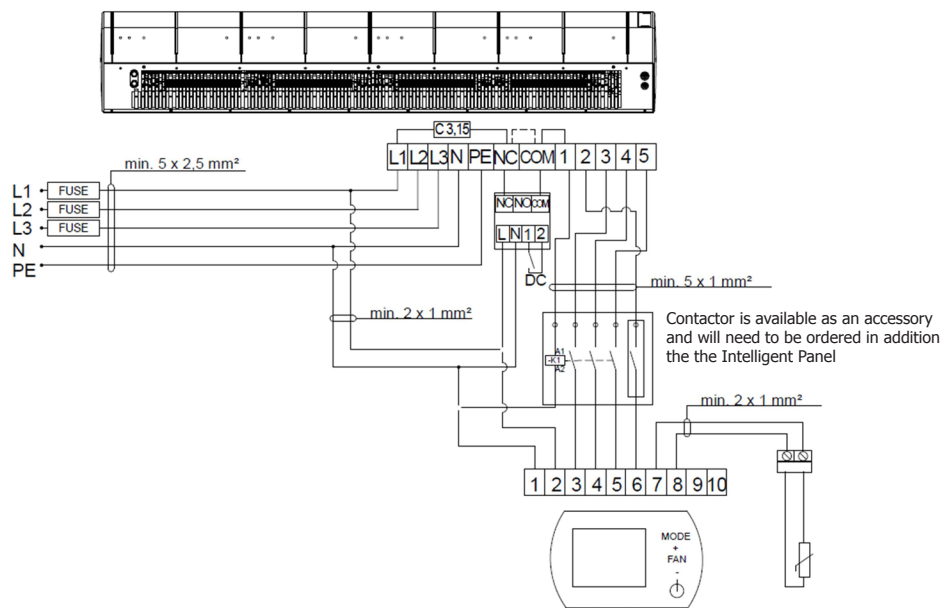 C 3,15
L1 L2 L3 N PE NC COM 1 2 3 4 5
min. 5 x 2,5 mm²
L1 FUSE
L2 FUSE
L3 FUSE
N
PE
NC NO COM
L N 1 2
DC
min. 5 x 1 mm²
min. 2 x 1 mm²
Contactor is available as an accessory
and will need to be ordered in addition
the the Intelligent Panel
A1
-K1
A2
min. 2 x 1 mm²
1 2 3 4 5 6 7 8 9 10
MODE
+
FAN
-